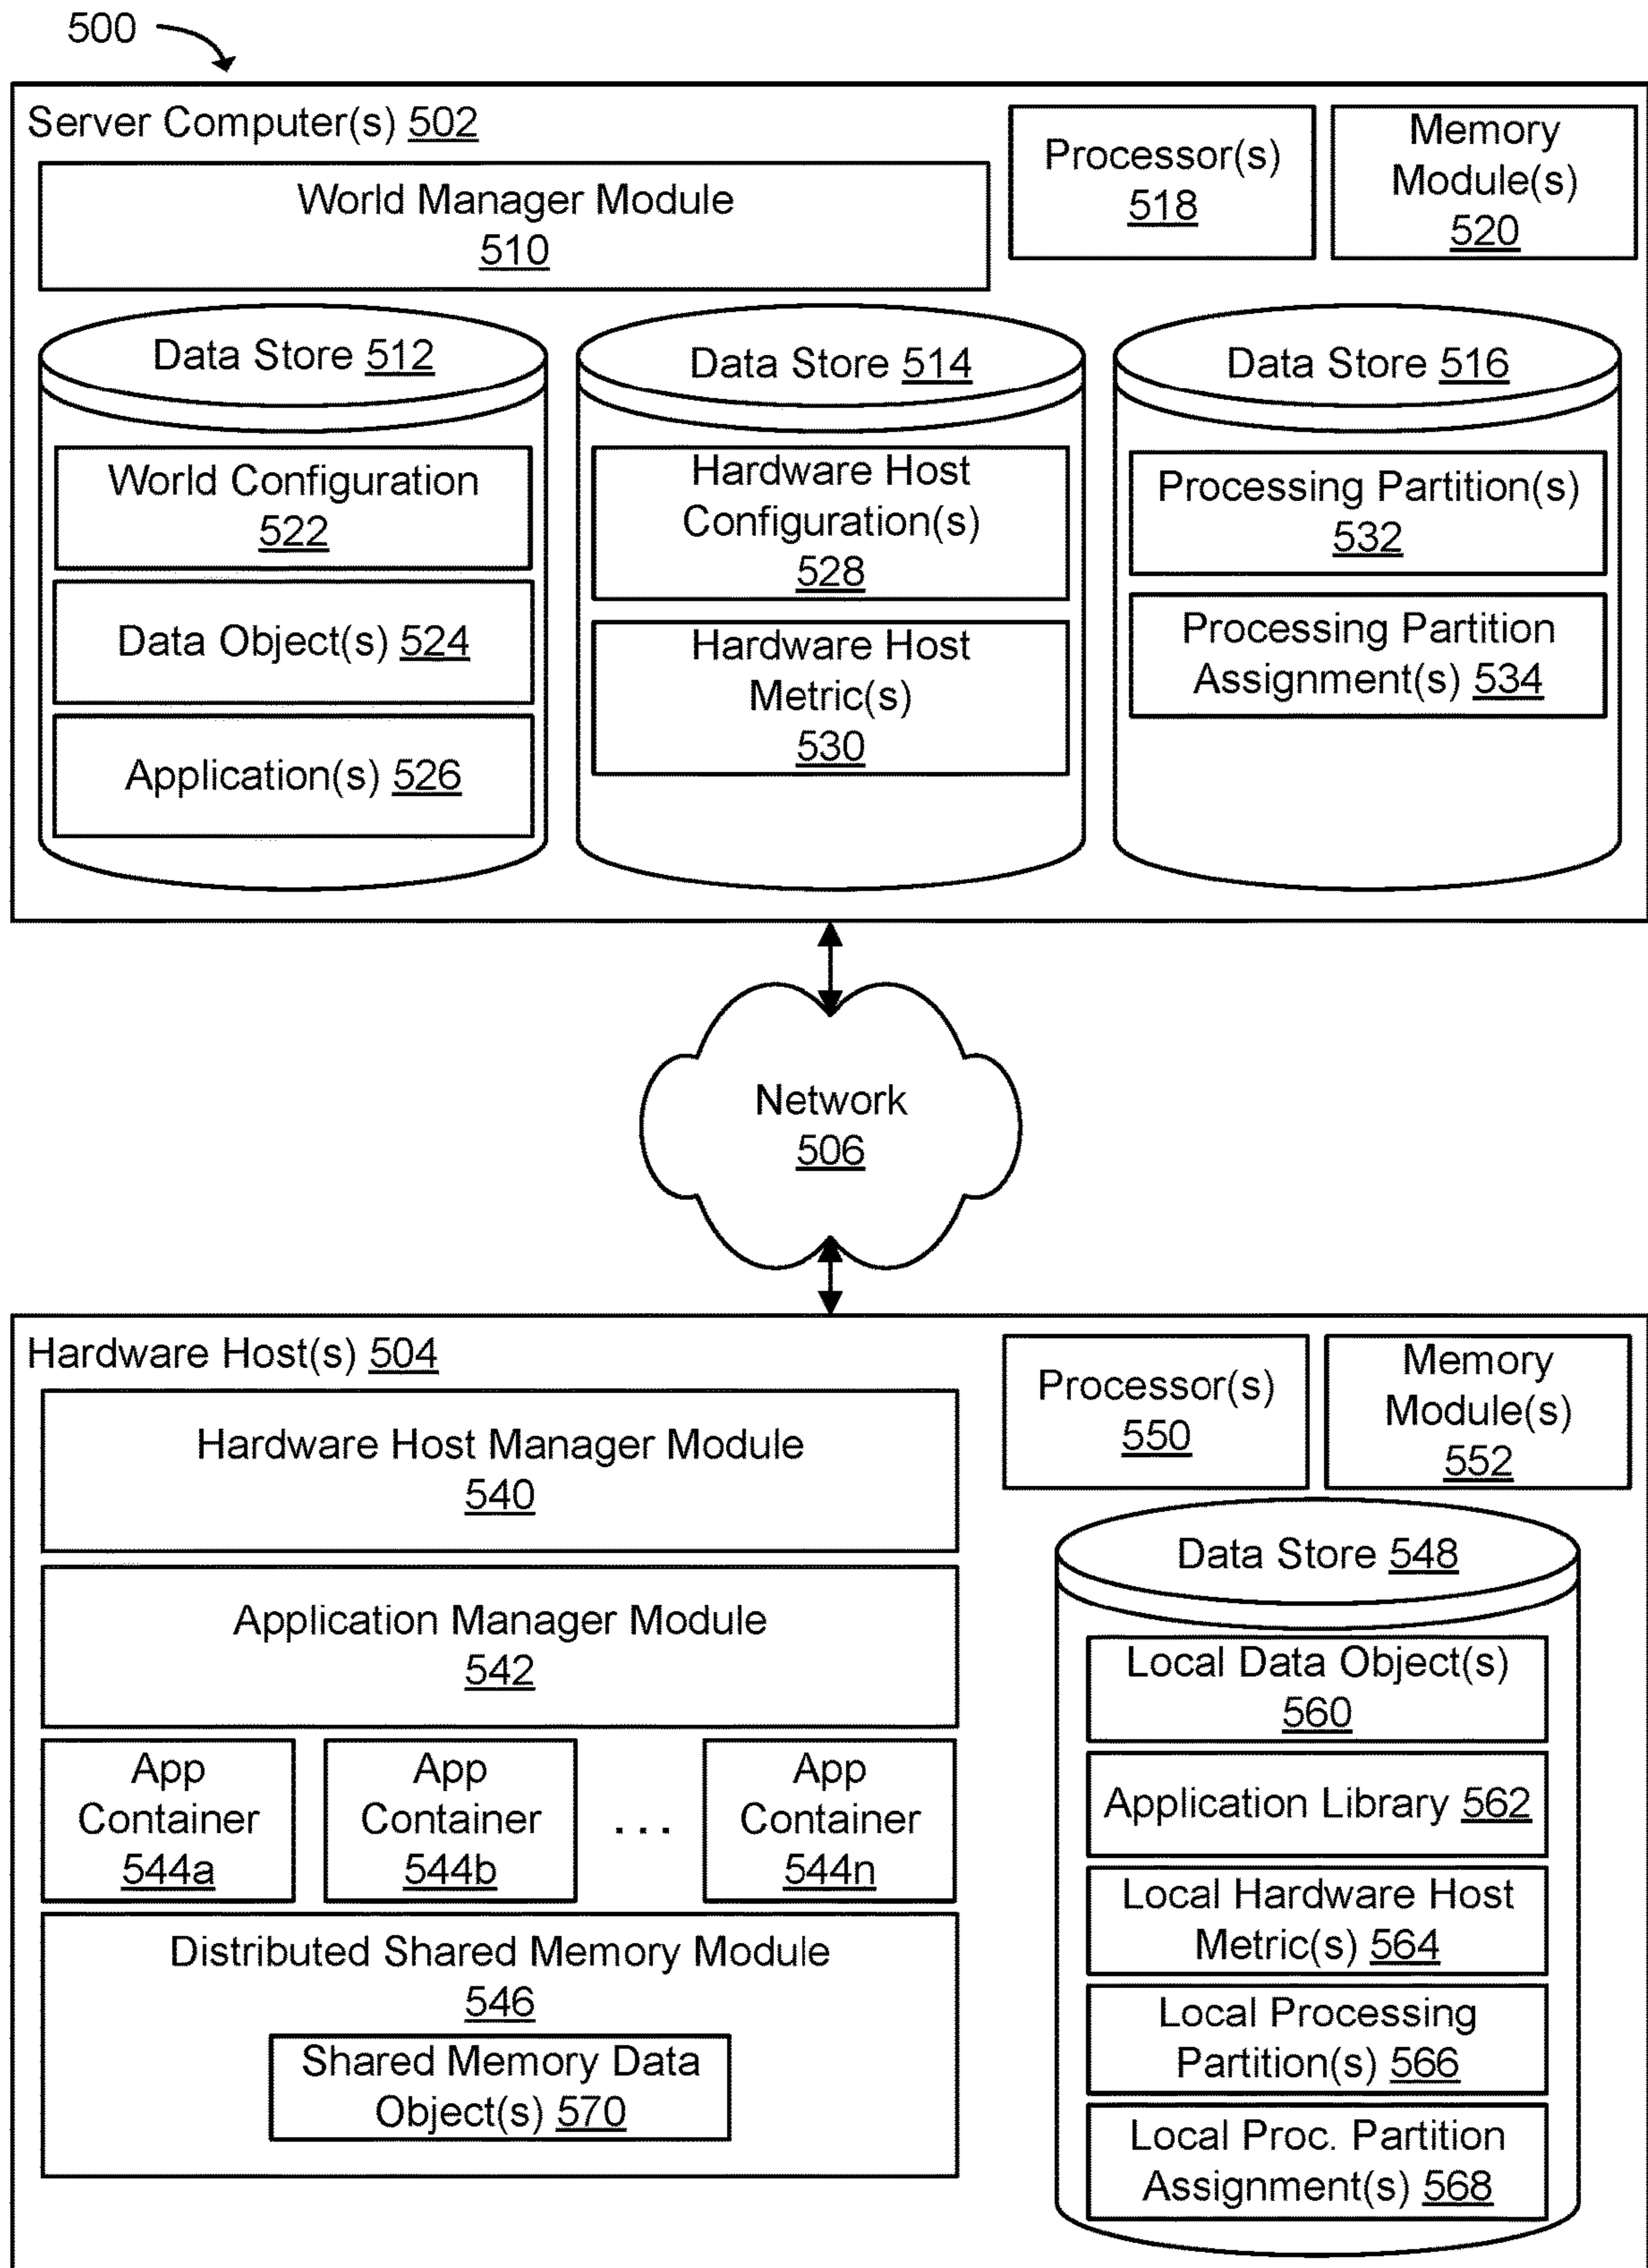 500
Server Computer(s) 502
World Manager Module
510
Processor(s)
518
Memory
Module(s)
520
Data Store 512
World Configuration
522
Data Object(s) 524
Application(s) 526
Data Store 514
Hardware Host
Configuration(s)
528
Hardware Host
Metric(s)
530
Data Store 516
Processing Partition(s)
532
Processing Partition
Assignment(s) 534
Network
506
Hardware Host(s) 504
Hardware Host Manager Module
540
Application Manager Module
542
App
Container
544a
App
Container
544b
...
App
Container
544n
Distributed Shared Memory Module
546
Shared Memory Data
Object(s) 570
Processor(s)
550
Memory
Module(s)
552
Data Store 548
Local Data Object(s)
560
Application Library 562
Local Hardware Host
Metric(s) 564
Local Processing
Partition(s) 566
Local Proc. Partition
Assignment(s) 568